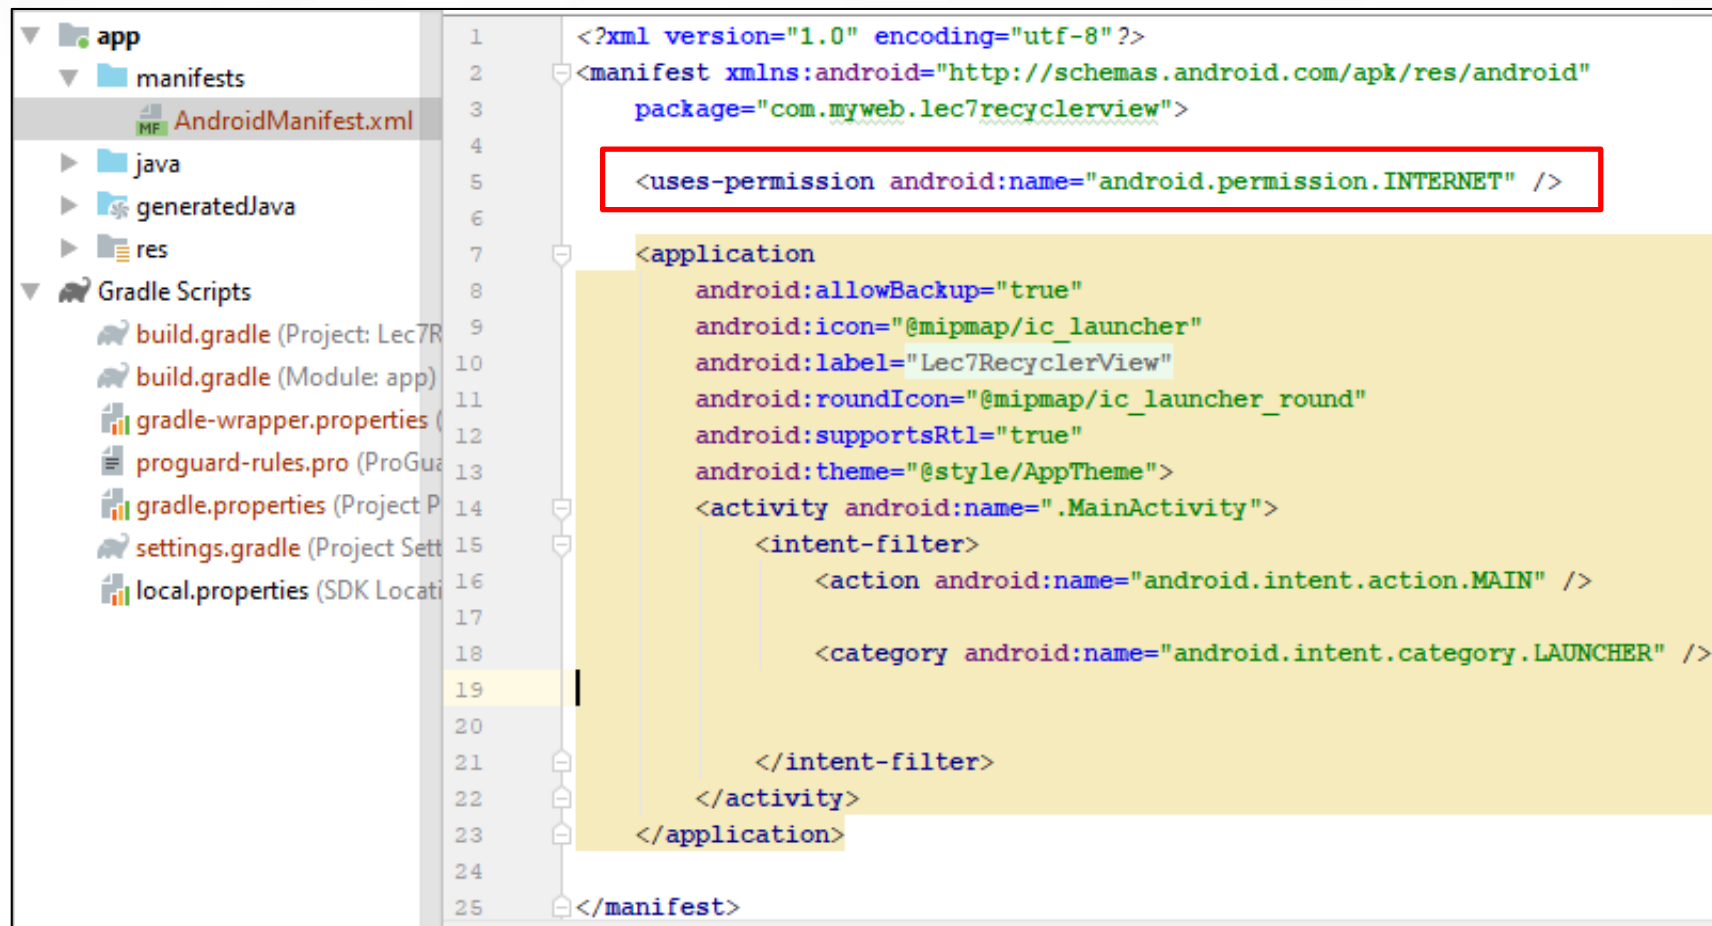 app
manifests
MF AndroidManifest.xml
java
generatedJava
res
Gradle Scripts
build.gradle (Project: Lec7R
build.gradle (Module: app)
gradle-wrapper.properties (
proguard-rules.pro (ProGua
gradle.properties (Project P
settings.gradle (Project Sett
local.properties (SDK Locati
1 <?xml version="1.0" encoding="utf-8"?>
2 <manifest xmlns:android="http://schemas.android.com/apk/res/android"
3 package="com.myweb.lec7recyclerview">
4
5 <uses-permission android:name="android.permission.INTERNET" />
6
7 <application
8 android:allowBackup="true"
9 android:icon="@mipmap/ic_launcher"
10 android:label="Lec7RecyclerView"
11 android:roundIcon="@mipmap/ic_launcher_round"
12 android:supportsRtl="true"
13 android:theme="@style/AppTheme">
14 <activity android:name=".MainActivity">
15 <intent-filter>
16 <action android:name="android.intent.action.MAIN" />
17
18 <category android:name="android.intent.category.LAUNCHER" />
19
20
21 </intent-filter>
22 </activity>
23 </application>
24
25 </manifest>